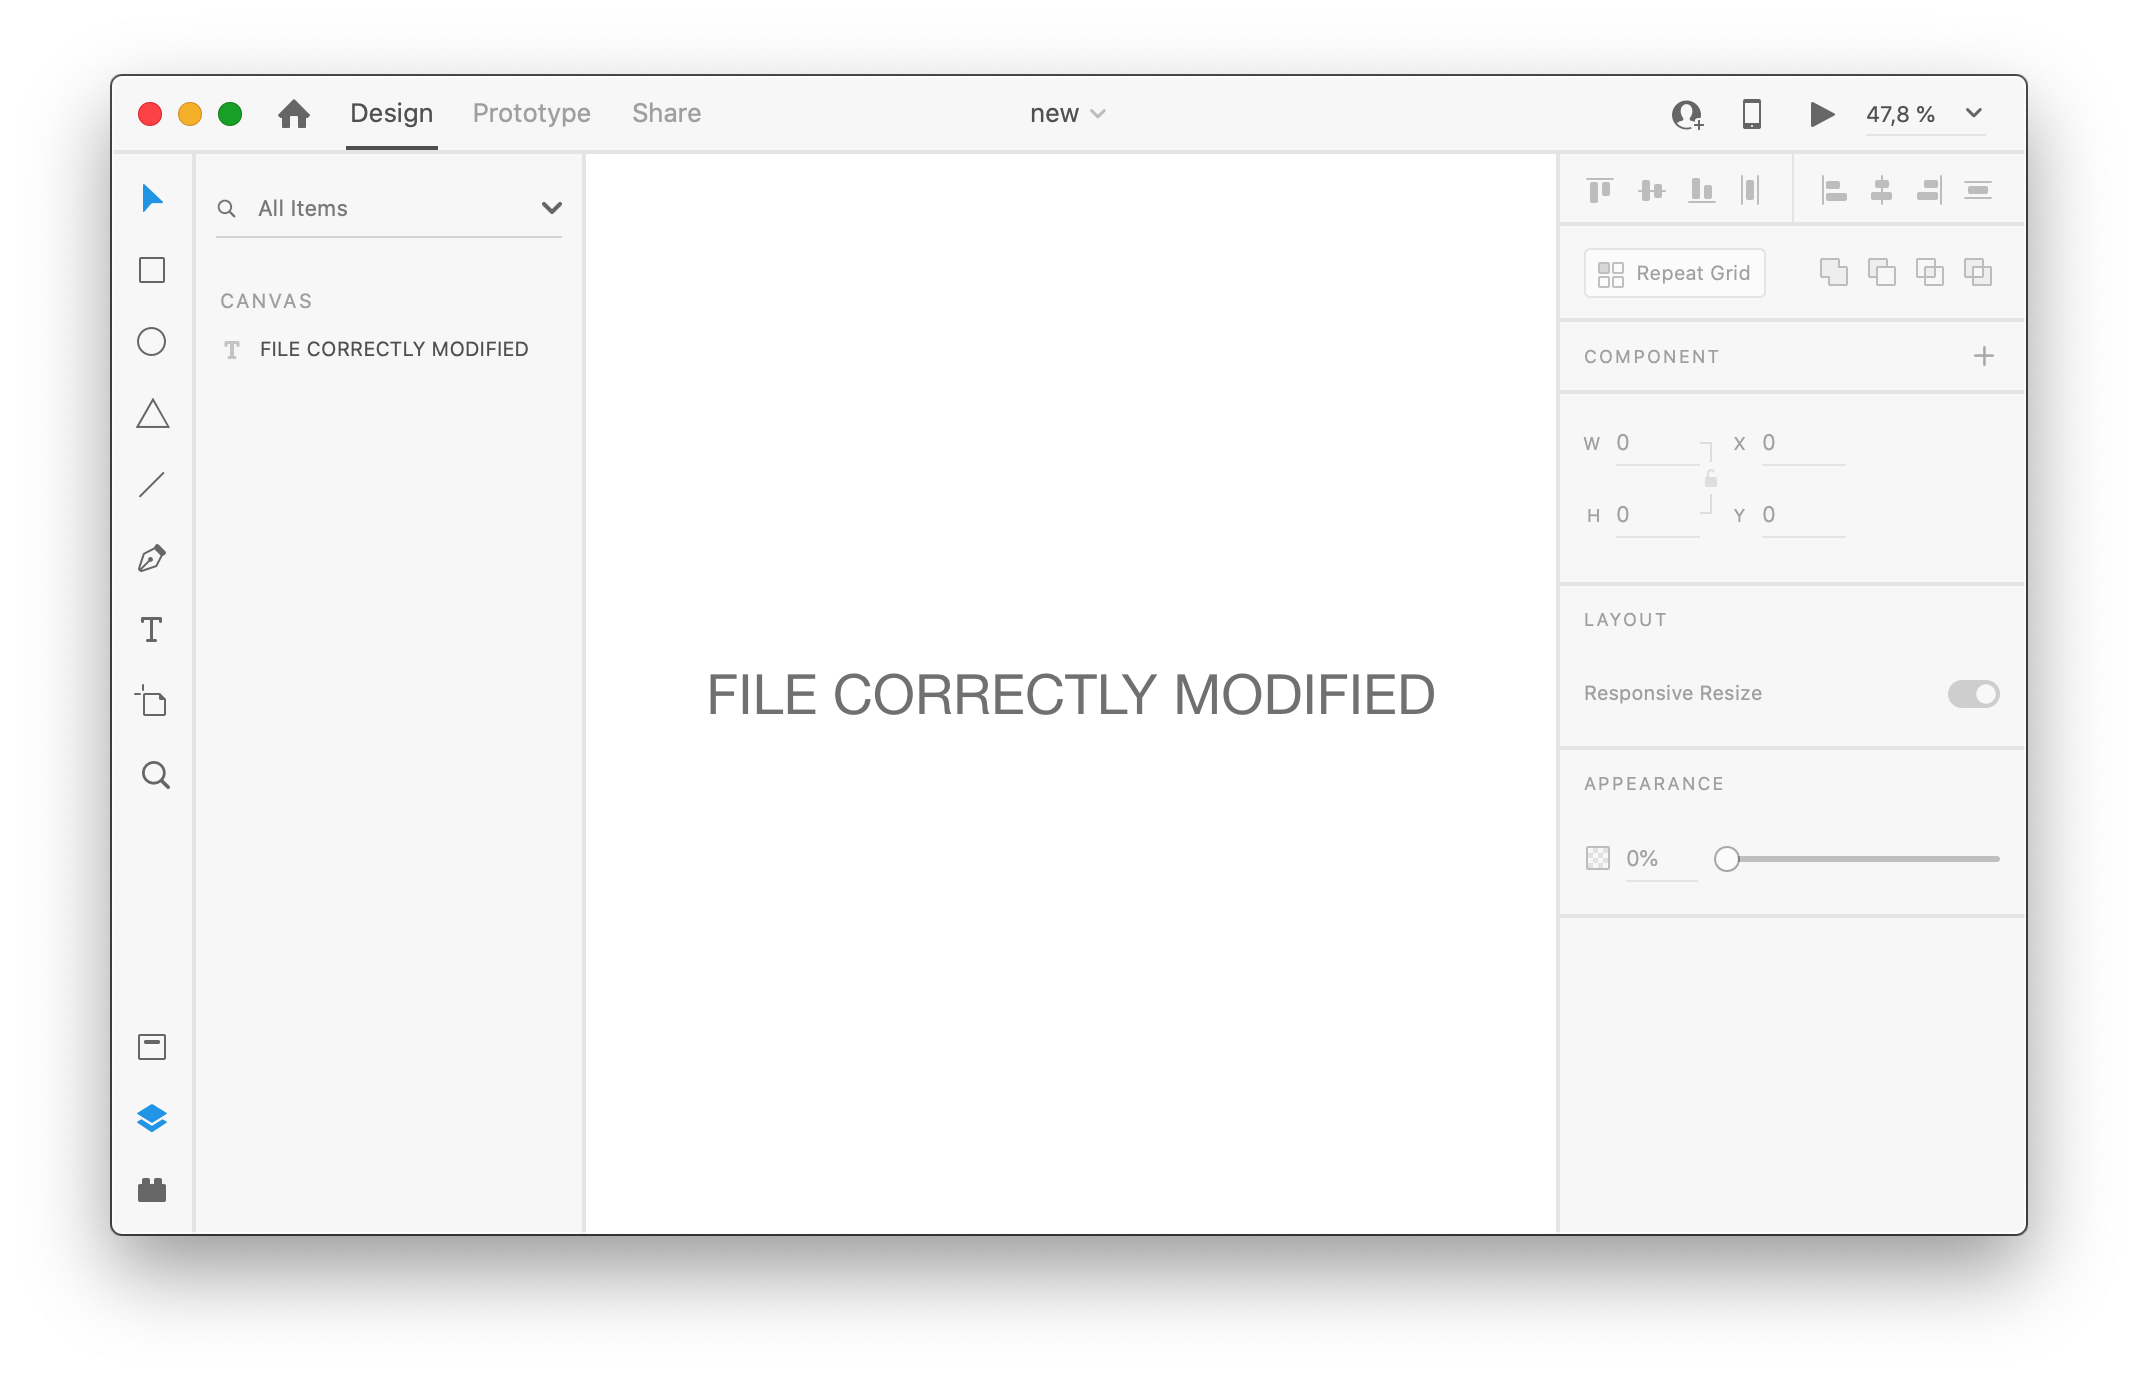 Design Prototype Share new 47,8 %
All Items
CANVAS
FILE CORRECTLY MODIFIED
FILE CORRECTLY MODIFIED
Repeat Grid
COMPONENT
W 0 X 0
H 0 Y 0
LAYOUT
Responsive Resize
APPEARANCE
0%